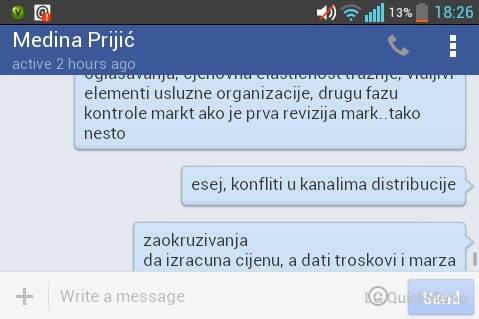 13% 18:26
Medina Prijić
active 2 hours ago
oglasavanja, cjenovna elasticnost traznje, vidljivi
elementi usluzne organizacije, drugu fazu
kontrole markt ako je prva revizija mark..tako
nesto
esej, konfliti u kanalima distribucije
zaokruzivanja
da izracuna cijenu, a dati troskovi i marza
Write a message
LG QuickMemo